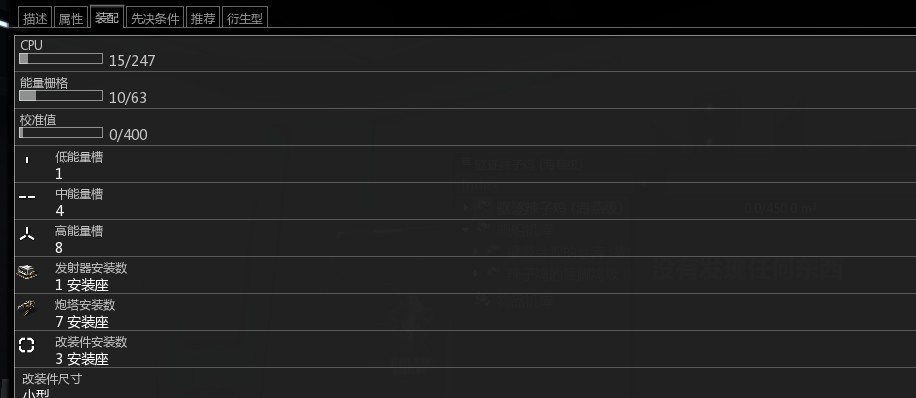 描述 属性 装配 先决条件 推荐 衍生型
CPU
15/247
能量栅格
10/63
校准值
0/400
低能量槽
1
中能量槽
4
高能量槽
8
发射器安装数
1 安装座
炮塔安装数
7 安装座
改装件安装数
3 安装座
改装件尺寸
小型